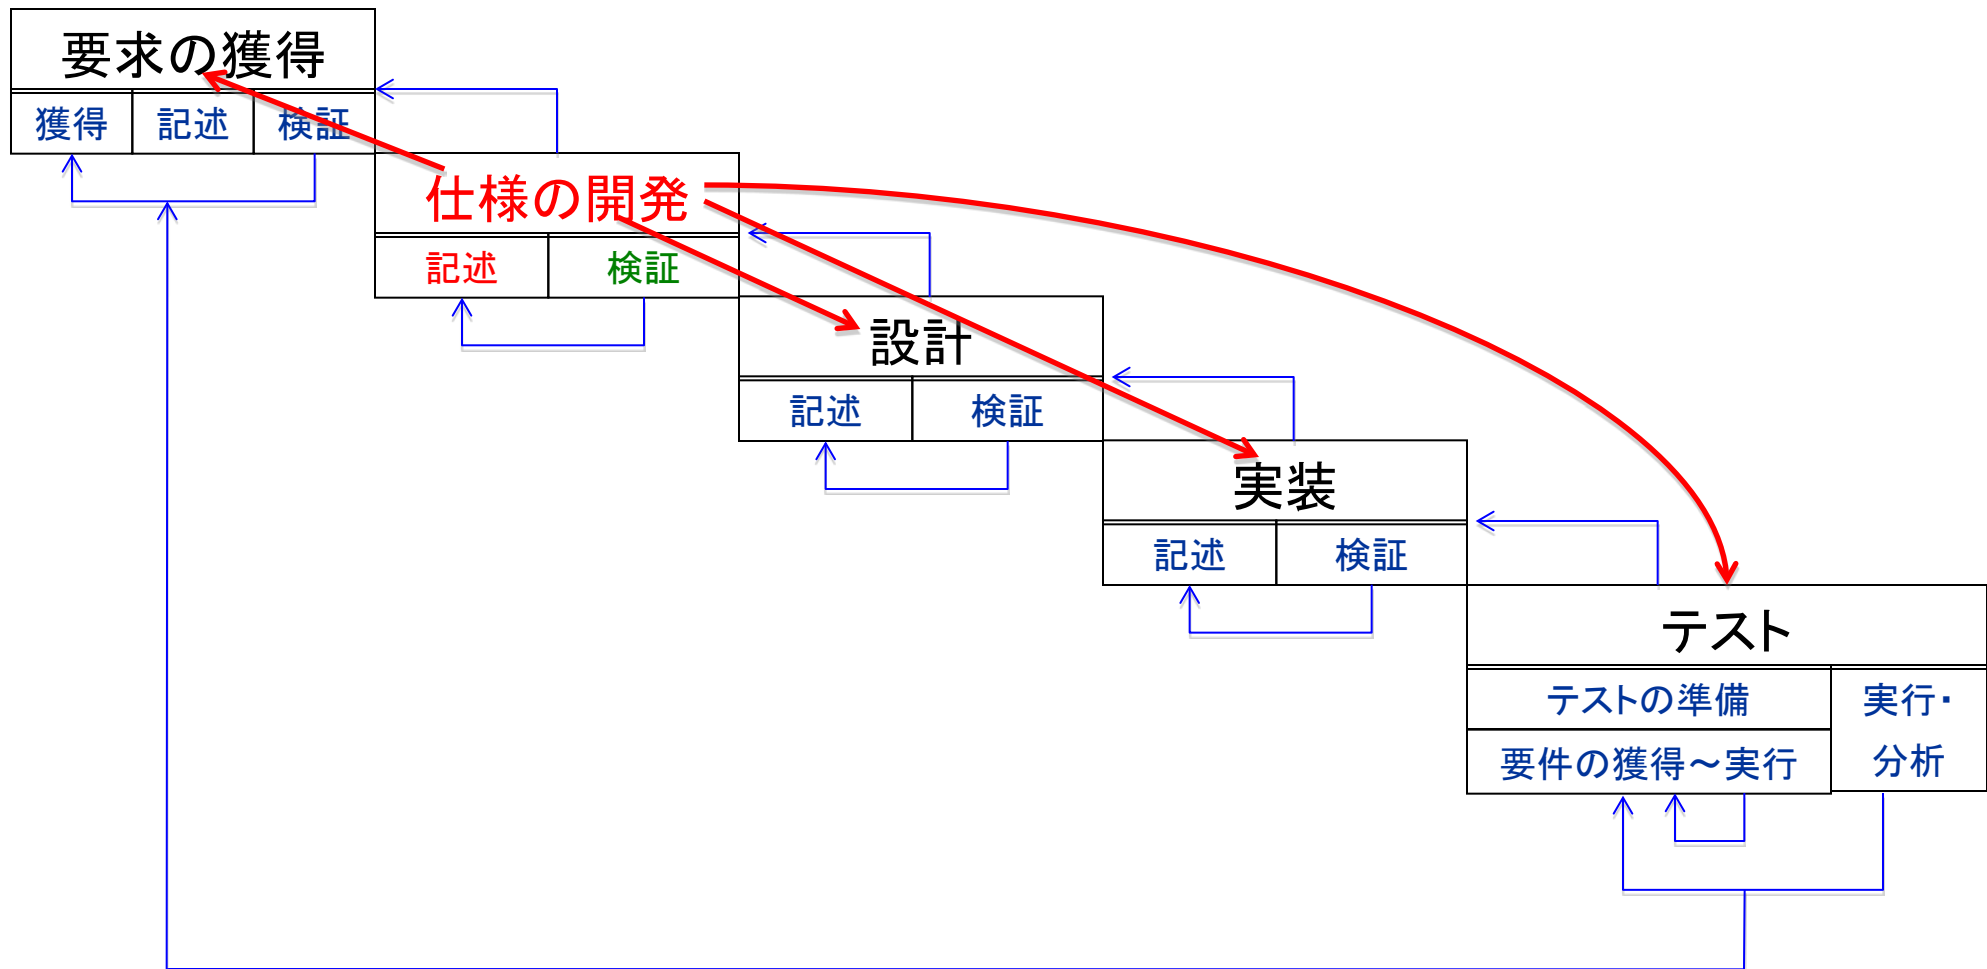 要求の獲得
獲得 記述 検証
仕様の開発
記述 検証
設計
記述 検証
実装
記述 検証
テスト
テストの準備
実行・
分析
要件の獲得～実行